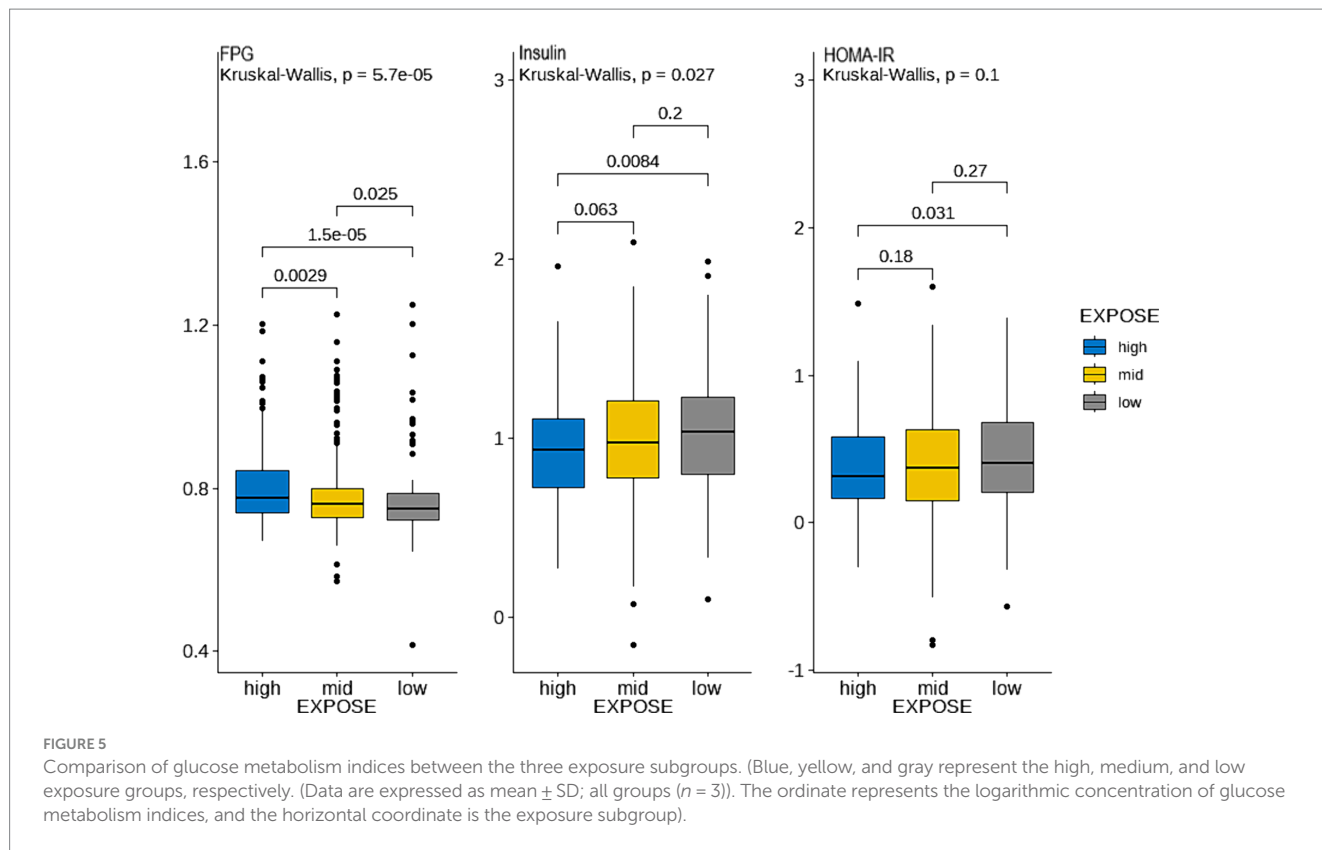 FPG
Kruskal-Wallis, p = 5.7e-05
1.6
1.2
0.8
0.4
0.025
1.5e-05
0.0029
high mid low
EXPOSE
Insulin
Kruskal-Wallis, p = 0.027
3
2
1
0
0.2
0.0084
0.063
high mid low
EXPOSE
HOMA-IR
Kruskal-Wallis, p = 0.1
3
2
1
0
-1
0.27
0.031
0.18
high mid low
EXPOSE
EXPOSE
high
mid
low
FIGURE 5
Comparison of glucose metabolism indices between the three exposure subgroups. (Blue, yellow, and gray represent the high, medium, and low
exposure groups, respectively. (Data are expressed as mean ± SD; all groups (n = 3)). The ordinate represents the logarithmic concentration of glucose
metabolism indices, and the horizontal coordinate is the exposure subgroup).